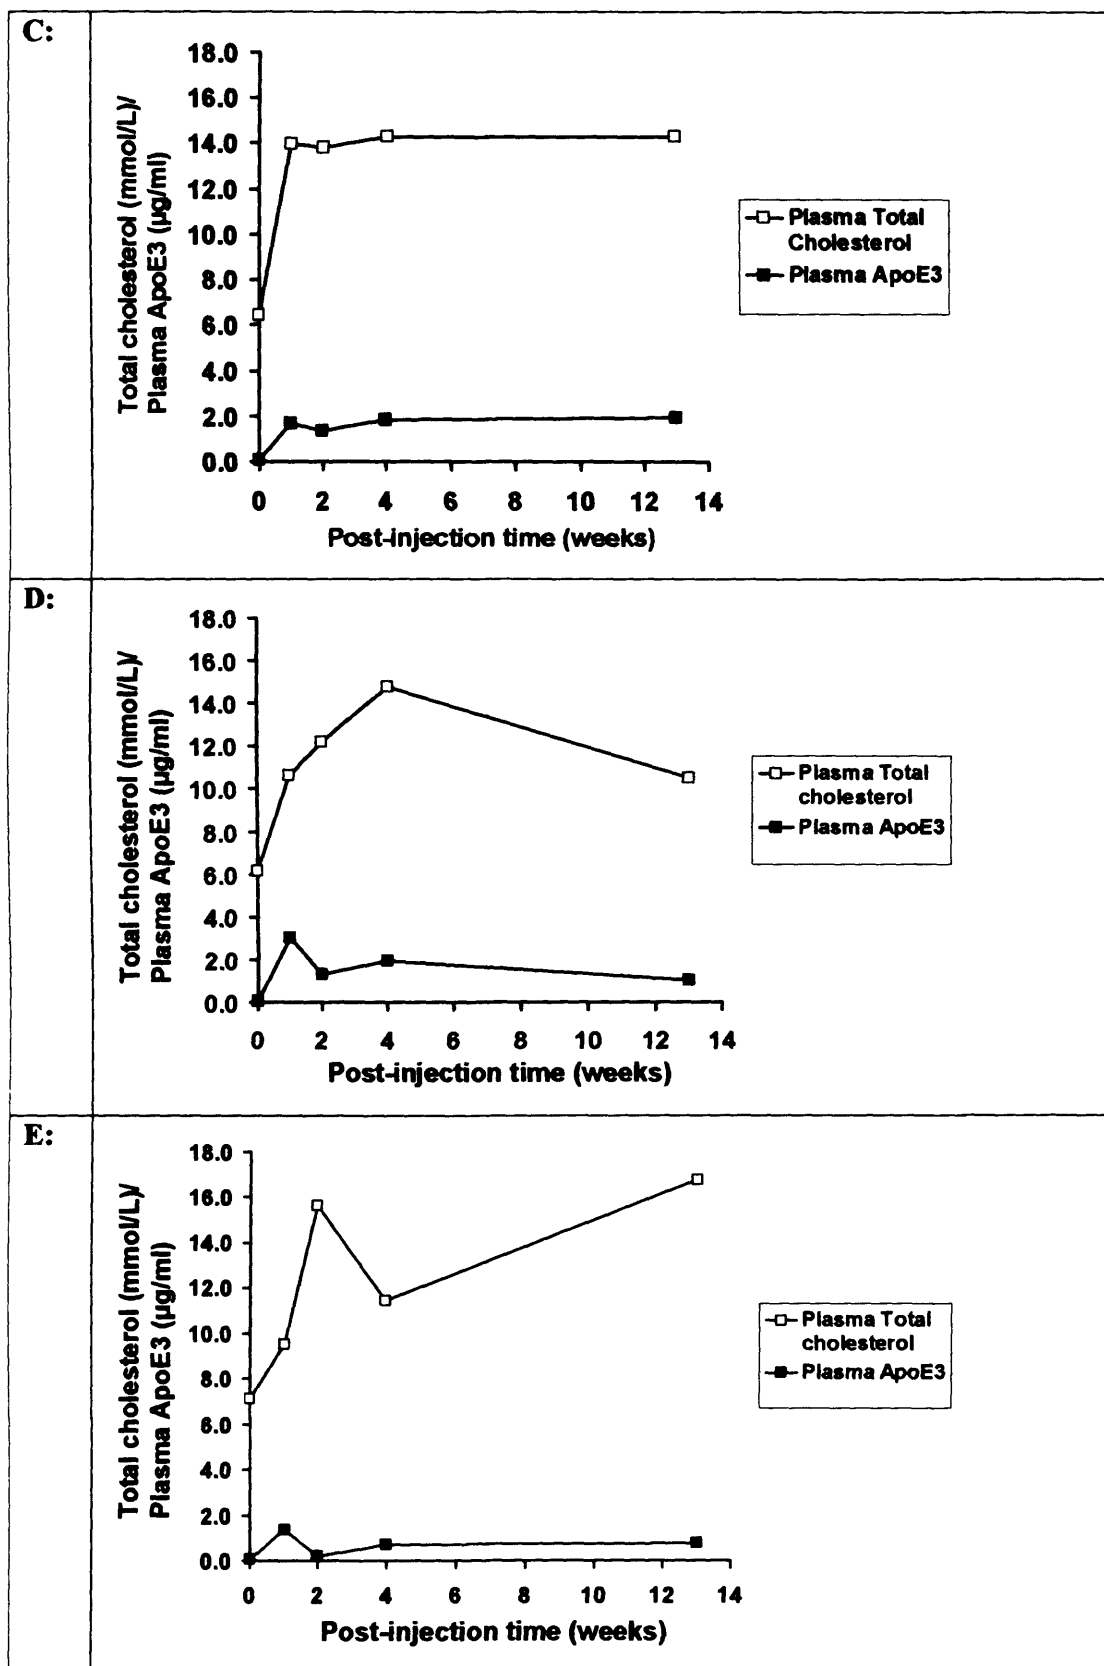 C:
Total cholesterol (mmol/L)/
Plasma ApoE3 (µg/ml)
18.0
16.0
14.0
12.0
10.0
8.0
6.0
4.0
2.0
0.0
0 2 4 6 8 10 12 14
Post-injection time (weeks)
Plasma Total
Cholesterol
Plasma ApoE3
D:
Total cholesterol (mmol/L)/
Plasma ApoE3 (µg/ml)
18.0
16.0
14.0
12.0
10.0
8.0
6.0
4.0
2.0
0.0
0 2 4 6 8 10 12 14
Post-injection time (weeks)
Plasma Total
cholesterol
Plasma ApoE3
E:
Total cholesterol (mmol/L)/
Plasma ApoE3 (µg/ml)
18.0
16.0
14.0
12.0
10.0
8.0
6.0
4.0
2.0
0.0
0 2 4 6 8 10 12 14
Post-injection time (weeks)
Plasma Total
cholesterol
Plasma ApoE3